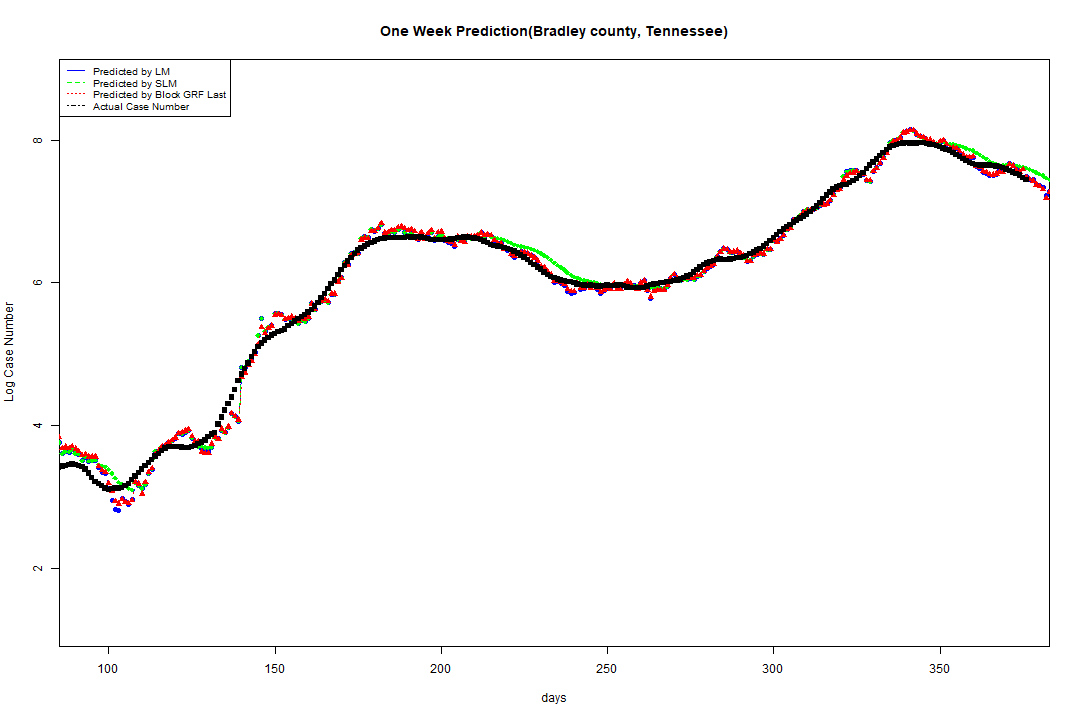 One Week Prediction(Bradley county, Tennessee)
Predicted by LM
Predicted by SLM
Predicted by Block GRF Last
Actual Case Number
Log Case Number
8
6
4
2
100 150 200 250 300 350
days